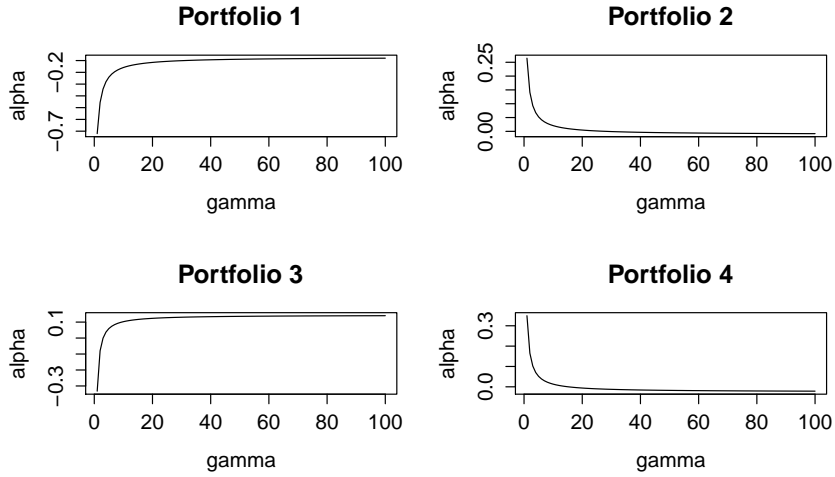 Portfolio 1
alpha
-0.2
-0.7
0 20 40 60 80 100
gamma
Portfolio 2
alpha
0.25
0.00
0 20 40 60 80 100
gamma
Portfolio 3
alpha
0.1
-0.3
0 20 40 60 80 100
gamma
Portfolio 4
alpha
0.3
0.0
0 20 40 60 80 100
gamma